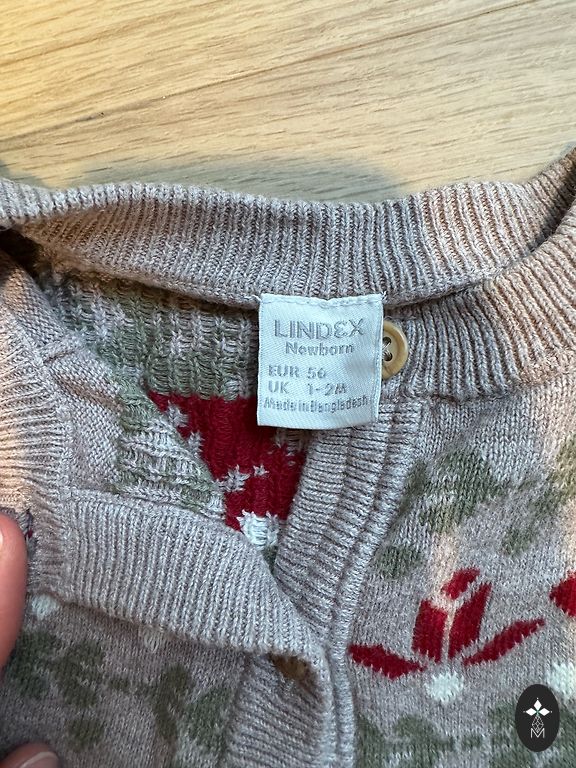 LINDEX
Newborn
EUR 56
UK 1-2M
Made in Bangladesh
M